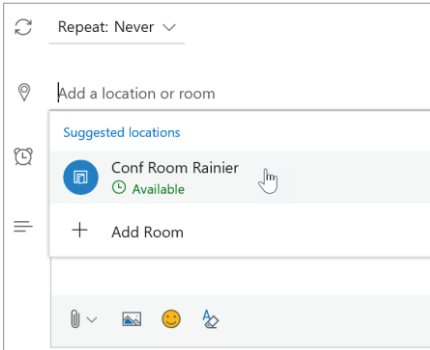 Repeat: Never
Add a location or room
Suggested locations
Conf Room Rainier
Available
Add Room